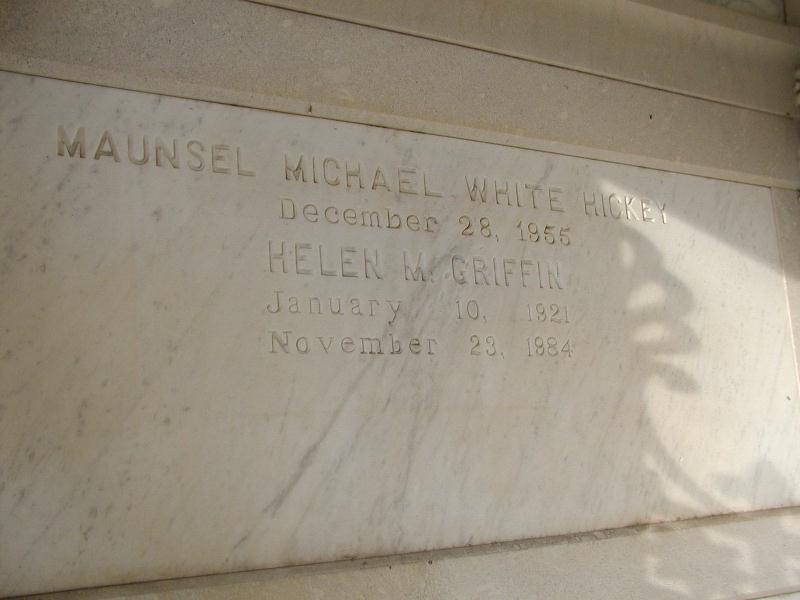 MAUNSEL MICHAEL WHITE HICKEY
December 28, 1955
HELEN M. GRIFFIN
January 10, 1921
November 23, 1984